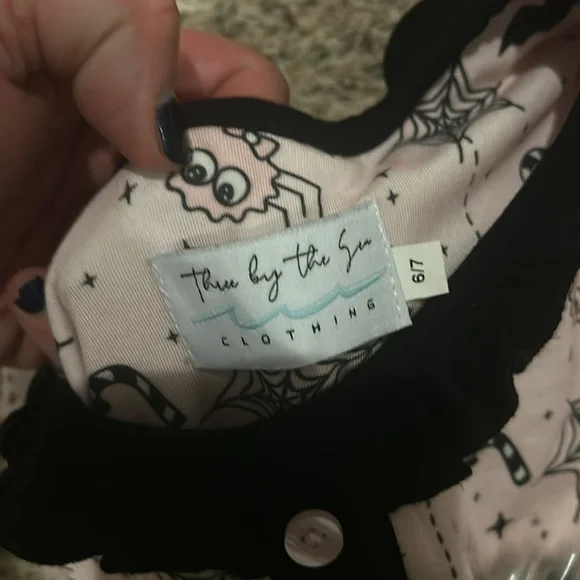 Three by the Sea
CLOTHING
6/7